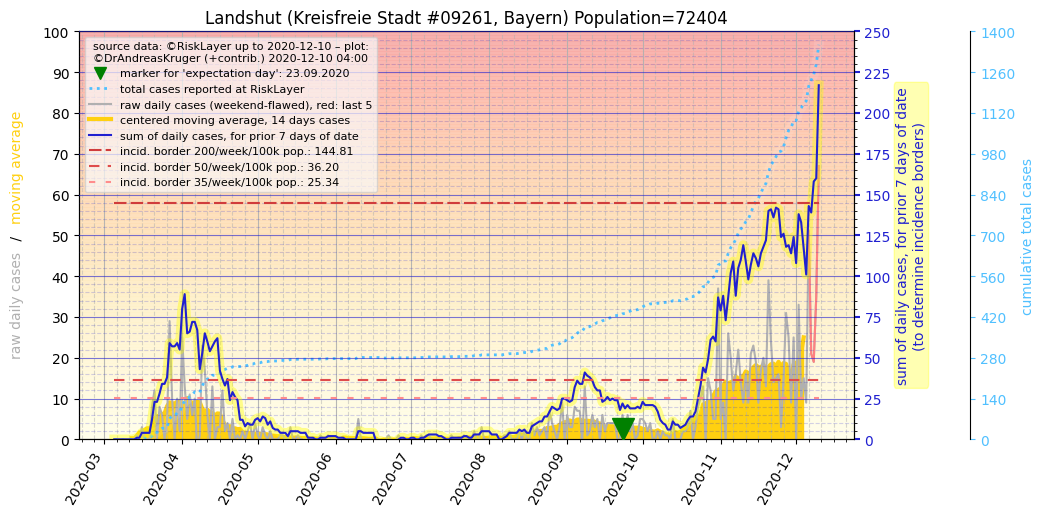 Landshut (Kreisfreie Stadt #09261, Bayern) Population=72404
source data: ©RiskLayer up to 2020-12-10 – plot:
©DrAndreasKruger (+contrib.) 2020-12-10 04:00
marker for 'expectation day': 23.09.2020
total cases reported at RiskLayer
raw daily cases (weekend-flawed), red: last 5
centered moving average, 14 days cases
sum of daily cases, for prior 7 days of date
incid. border 200/week/100k pop.: 144.81
incid. border 50/week/100k pop.: 36.20
incid. border 35/week/100k pop.: 25.34
raw daily cases / moving average
100
90
80
70
60
50
40
30
20
10
0
2020-03
2020-04
2020-05
2020-06
2020-07
2020-08
2020-09
2020-10
2020-11
2020-12
250
225
200
175
150
125
100
75
50
25
0
sum of daily cases, for prior 7 days of date
(to determine incidence borders)
1400
1260
1120
980
840
700
560
420
280
140
0
cumulative total cases